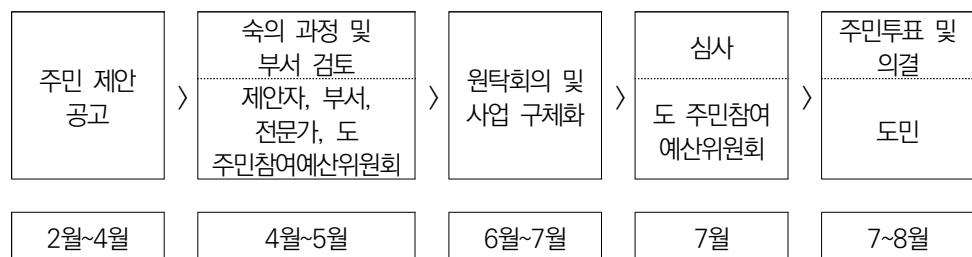 주민 제안
공고
〉
숙의 과정 및
부서 검토
제안자, 부서,
전문가, 도
주민참여예산위원회
〉
원탁회의 및
사업 구체화
〉
심사
도 주민참여
예산위원회
〉
주민투표 및
의결
도민
2월~4월
4월~5월
6월~7월
7월
7~8월